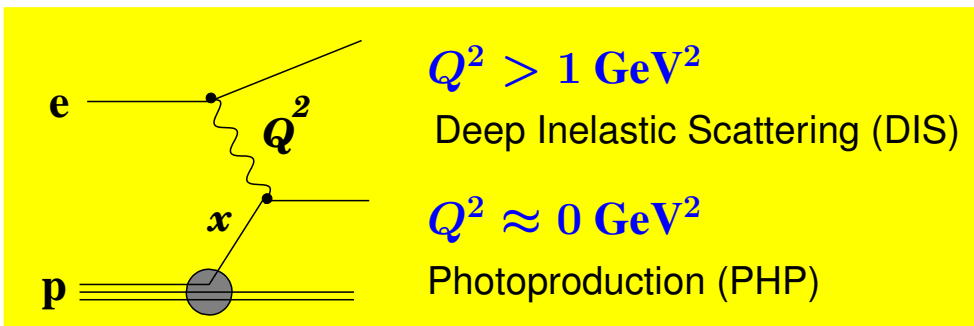 e
Q²
x
p
Q² > 1 GeV²
Deep Inelastic Scattering (DIS)
Q² ≈ 0 GeV²
Photoproduction (PHP)